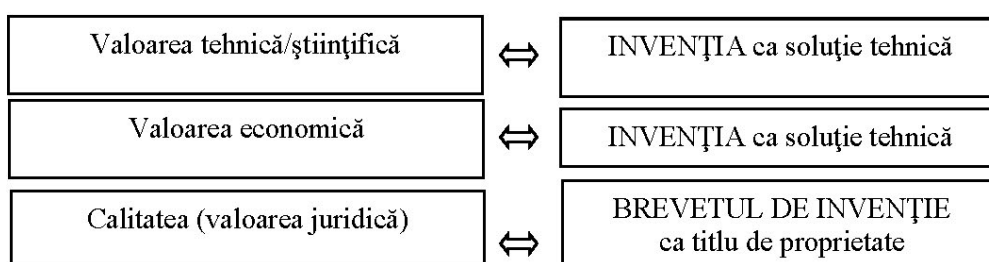 Valoarea tehnică/ştiinţifică
INVENŢIA ca soluţie tehnică
Valoarea economică
INVENŢIA ca soluţie tehnică
Calitatea (valoarea juridică)
BREVETUL DE INVENŢIE
ca titlu de proprietate